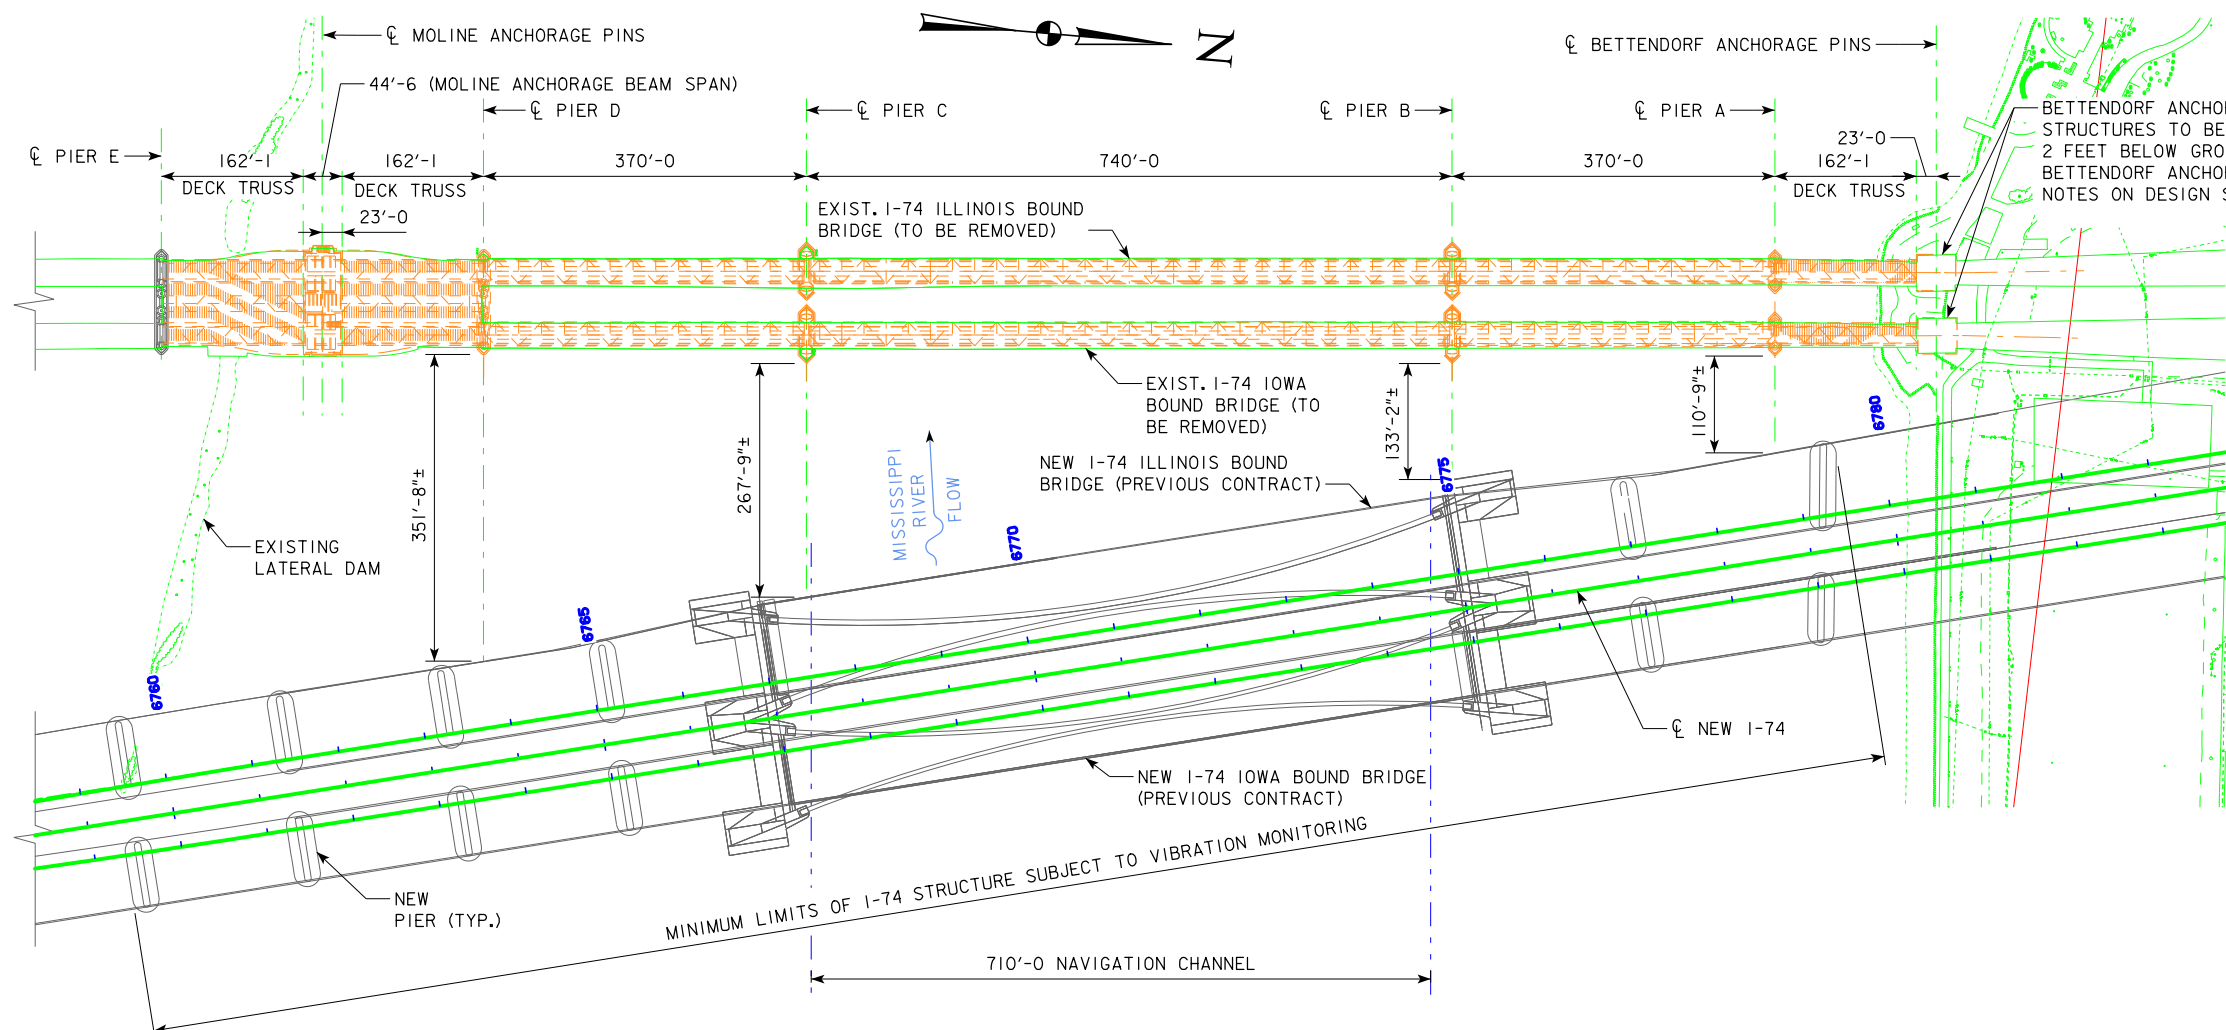 ℄ MOLINE ANCHORAGE PINS
N
℄ BETTENDORF ANCHORAGE PINS
44'-6 (MOLINE ANCHORAGE BEAM SPAN)
℄ PIER D
℄ PIER C
℄ PIER B
℄ PIER A
BETTENDORF ANCHO
STRUCTURES TO BE
2 FEET BELOW GRO
BETTENDORF ANCHO
NOTES ON DESIGN S
23'-0
℄ PIER E
162'-1
DECK TRUSS
162'-1
DECK TRUSS
370'-0
740'-0
370'-0
162'-1
DECK TRUSS
23'-0
EXIST. I-74 ILLINOIS BOUND
BRIDGE (TO BE REMOVED)
EXIST. I-74 IOWA
BOUND BRIDGE (TO
BE REMOVED)
351'-8"±
267'-9"±
133'-2"±
110'-9"±
MISSISSIPPI
RIVER
FLOW
NEW I-74 ILLINOIS BOUND
BRIDGE (PREVIOUS CONTRACT)
6780
6775
6770
6765
6760
EXISTING
LATERAL DAM
℄ NEW I-74
NEW I-74 IOWA BOUND BRIDGE
(PREVIOUS CONTRACT)
NEW
PIER (TYP.)
MINIMUM LIMITS OF I-74 STRUCTURE SUBJECT TO VIBRATION MONITORING
710'-0 NAVIGATION CHANNEL